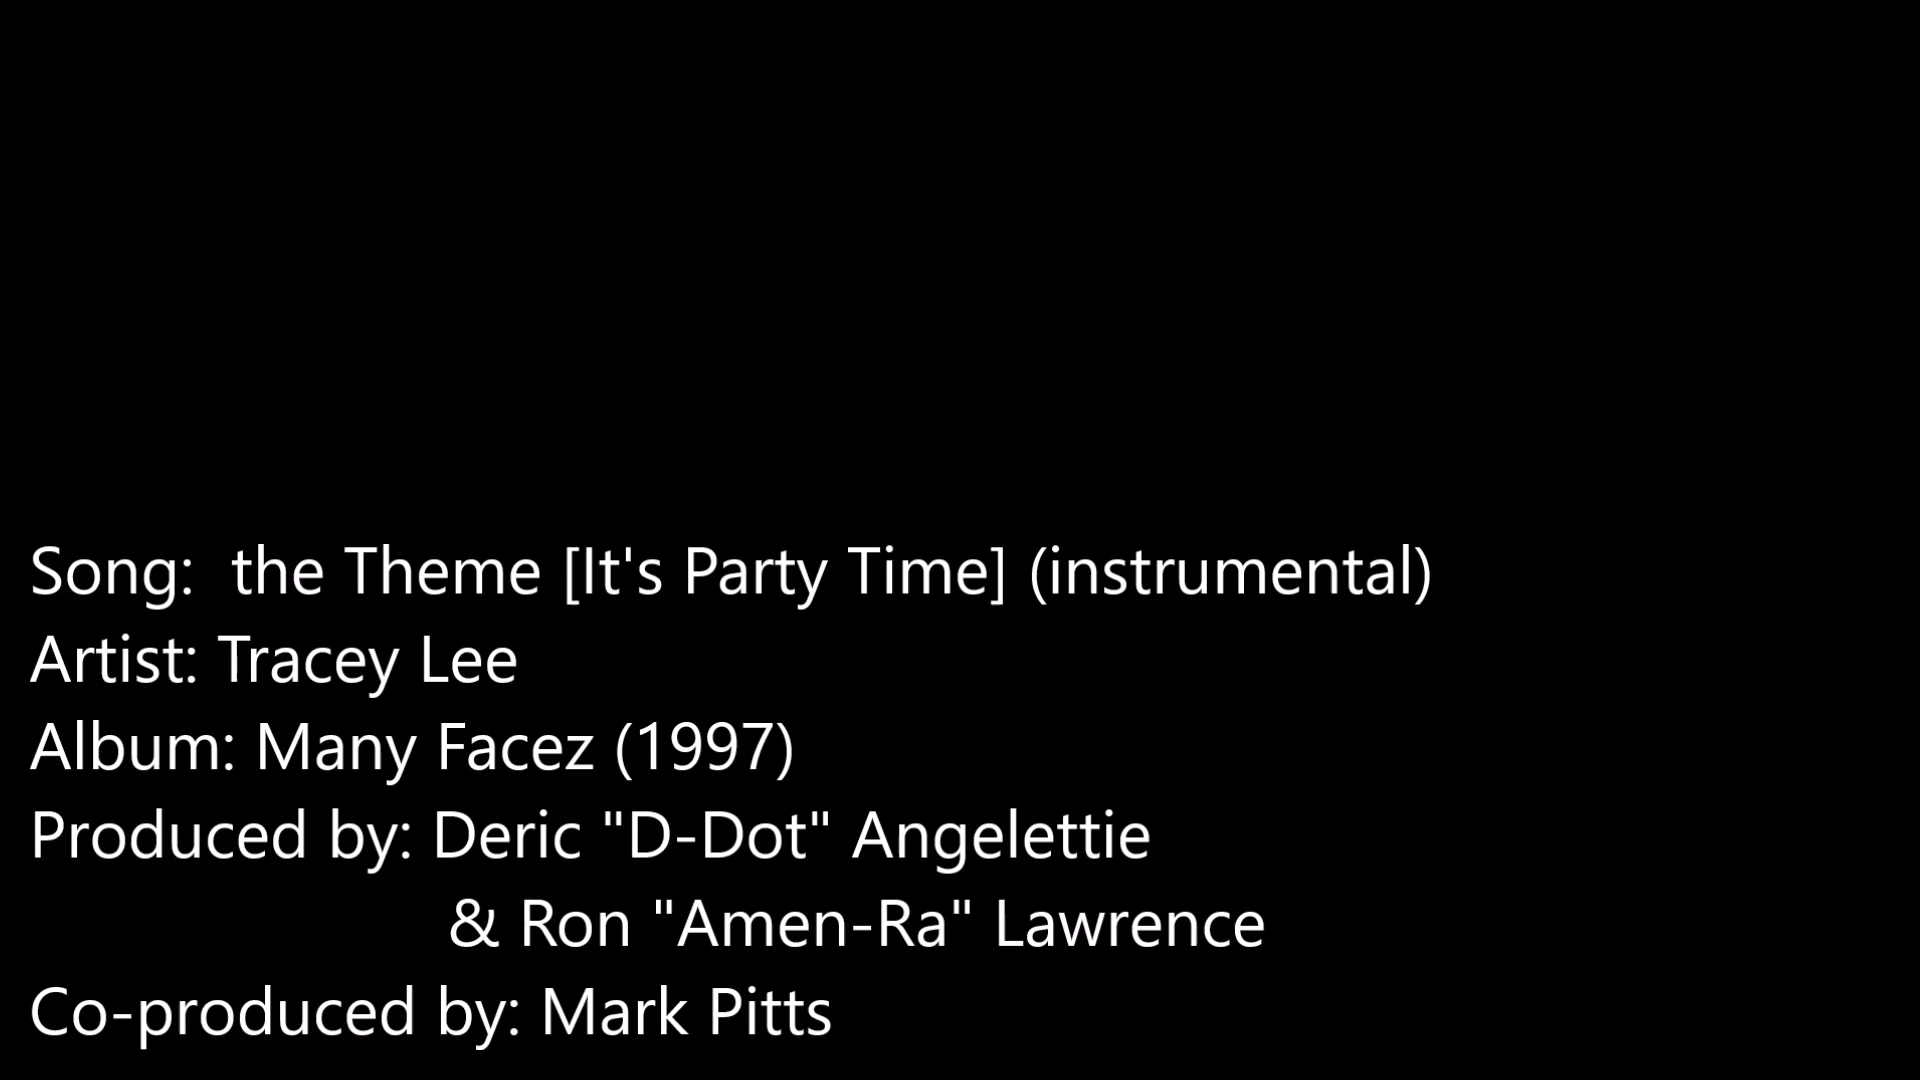 Song:  the Theme [It's Party Time] (instrumental)
Artist: Tracey Lee
Album: Many Facez (1997)
Produced by: Deric "D-Dot" Angelettie
& Ron "Amen-Ra" Lawrence
Co-produced by: Mark Pitts